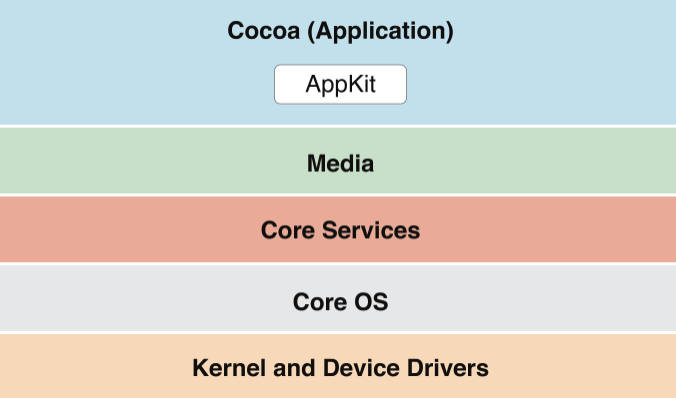 Cocoa (Application)
AppKit
Media
Core Services
Core OS
Kernel and Device Drivers